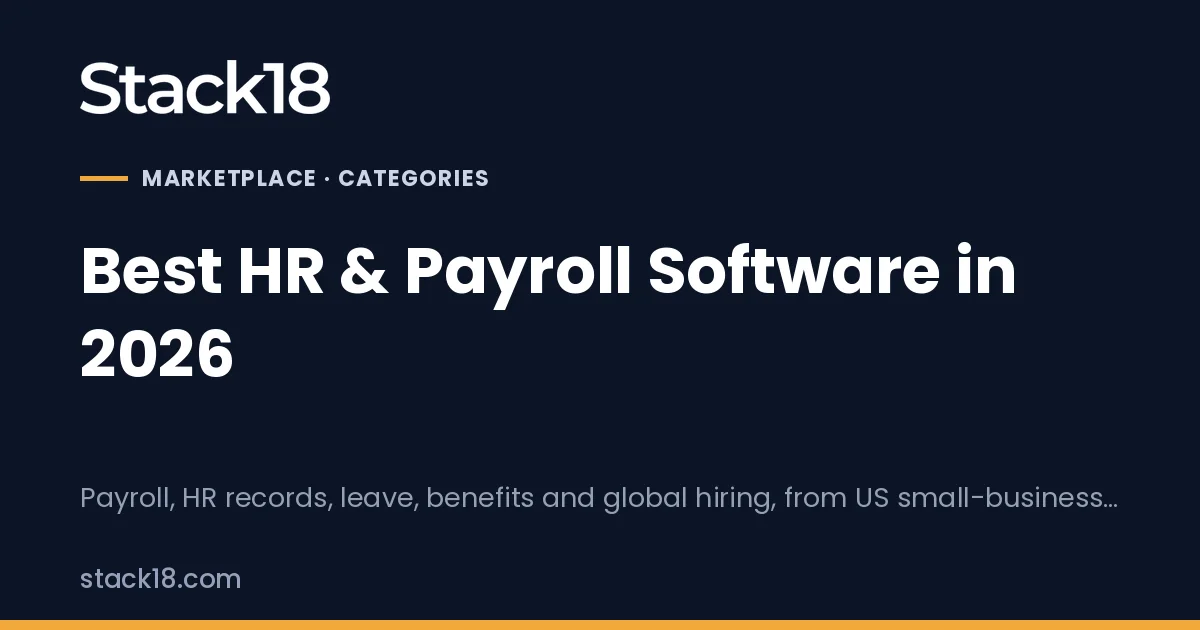 Stack18
MARKETPLACE · CATEGORIES
Best HR & Payroll Software in
2026
Payroll, HR records, leave, benefits and global hiring, from US small-business...
stack18.com